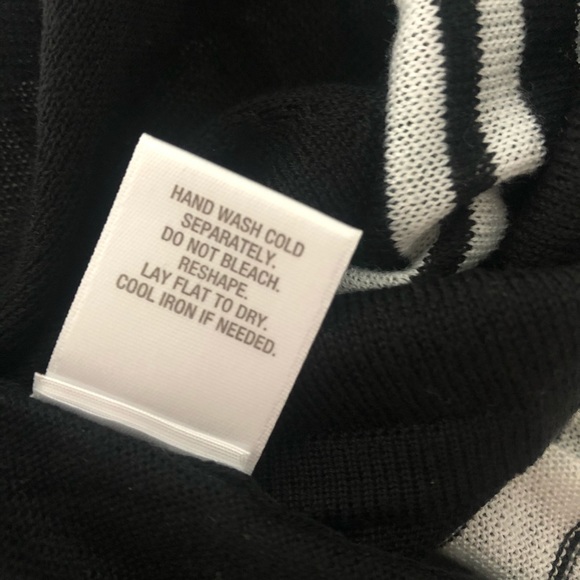 HAND WASH COLD
SEPARATELY.
DO NOT BLEACH.
RESHAPE.
LAY FLAT TO DRY.
COOL IRON IF NEEDED.